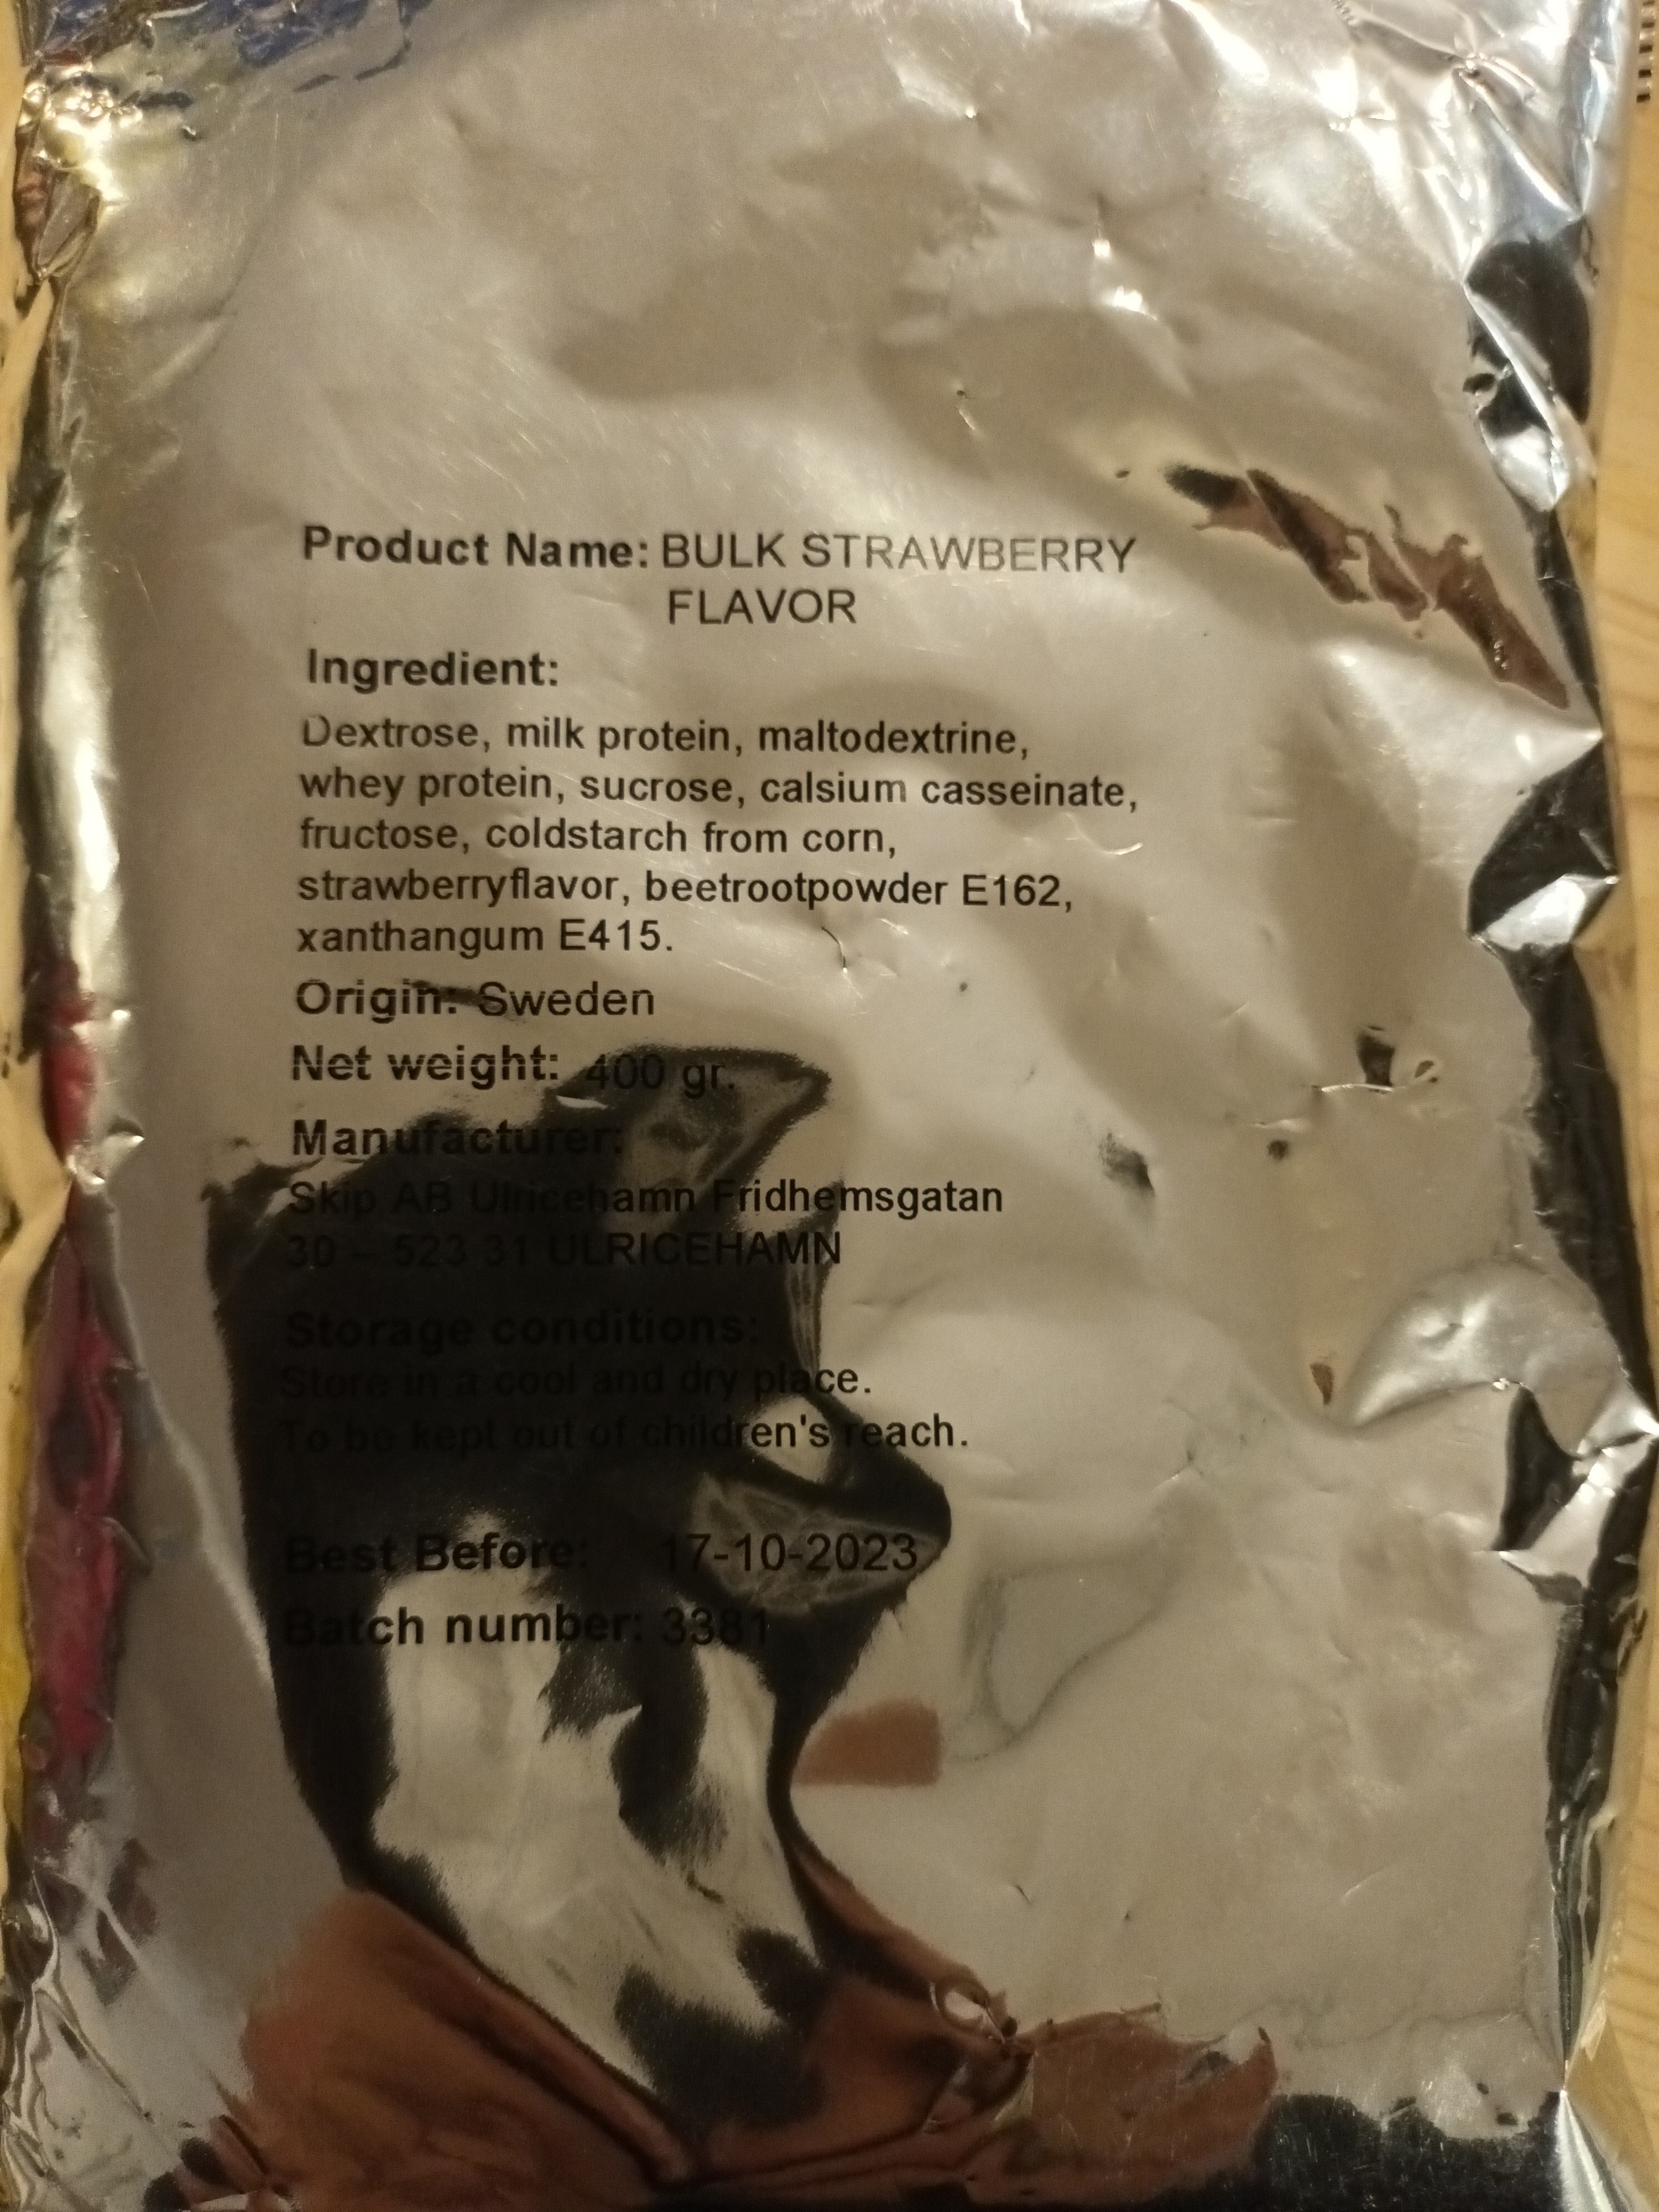 Product Name: BULK STRAWBERRY
FLAVOR
Ingredient:
Dextrose, milk protein, maltodextrine,
whey protein, sucrose, calsium casseinate,
fructose, coldstarch from corn,
strawberryflavor, beetrootpowder E162,
xanthangum E415.
Origin: Sweden
Net weight: 400 gr.
Manufacturer:
Skip AB Ulricehamn Fridhemsgatan
30 – 523 31 ULRICEHAMN
Storage conditions:
Store in a cool and dry place.
To be kept out of children's reach.
Best Before: 17-10-2023
Batch number: 3381